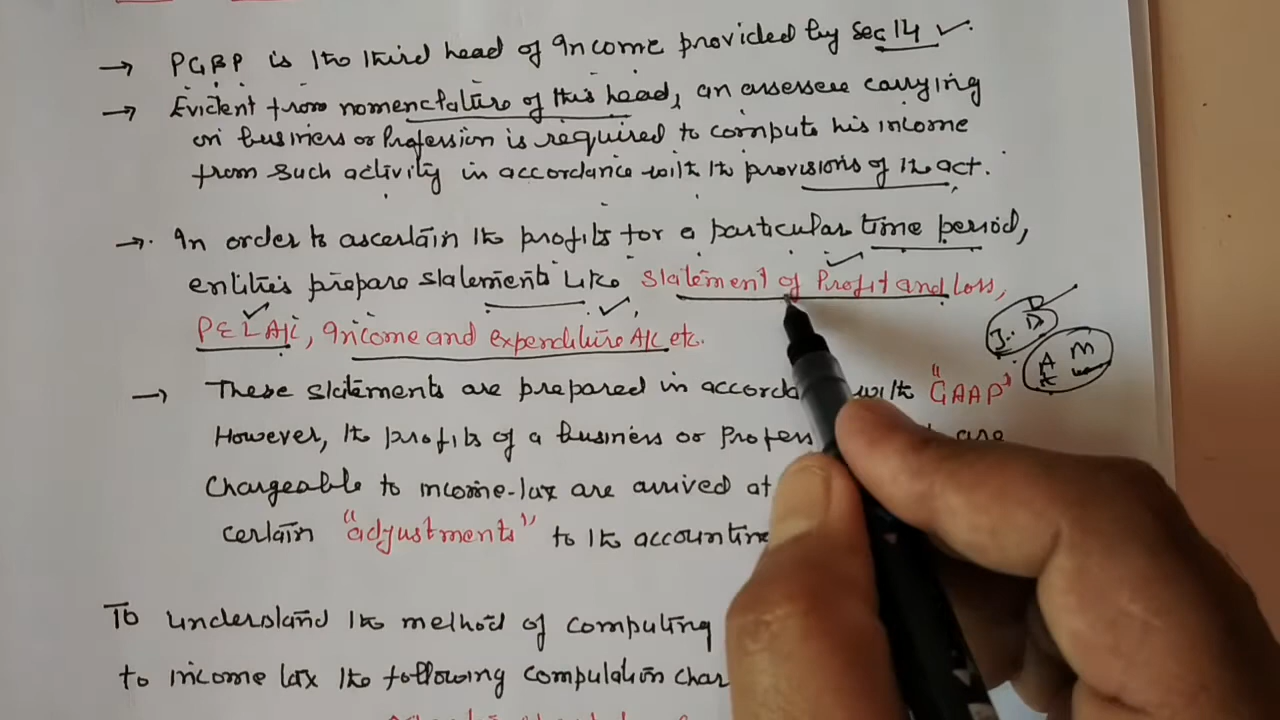 → PGBP is the third head of Income provided by Sec 14 ✓.
→ Evident from nomenclature of this head, an assessee carrying
on business or Profession is required to compute his income
from such activity in accordance with the provisions of the act.
→ In order to ascertain the profits for a particular time period,
entities prepare statements like Statement of Profit and loss,
P&L A/c, Income and expenditure A/c etc.
→ These statements are prepared in accorda with "GAAP"
However, the profits of a business or Profess are
Chargeable to income-tax are arrived at
certain "adjustments" to the accountin
To understand the method of computing
to income tax the following computation char